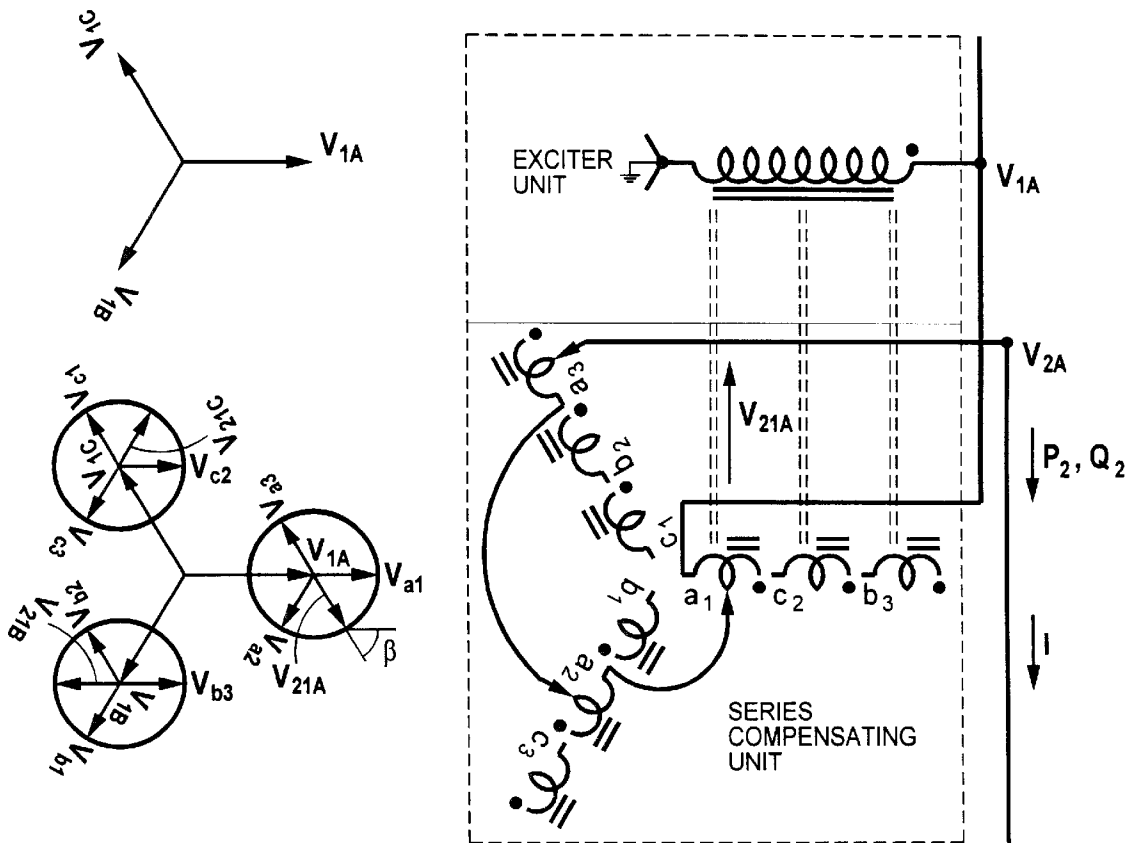 V1C
V1A
V1B
EXCITER
UNIT
V1A
V2A
V21A
P2, Q2
I
a3
b2
c1
a1
c2
b3
b1
a2
c3
SERIES
COMPENSATING
UNIT
Vc1
V21C
V1C
Vc2
Vc3
Va3
V1A
Va1
Va2
V21A
β
Vb2
V21B
Vb3
V1B
Vb1